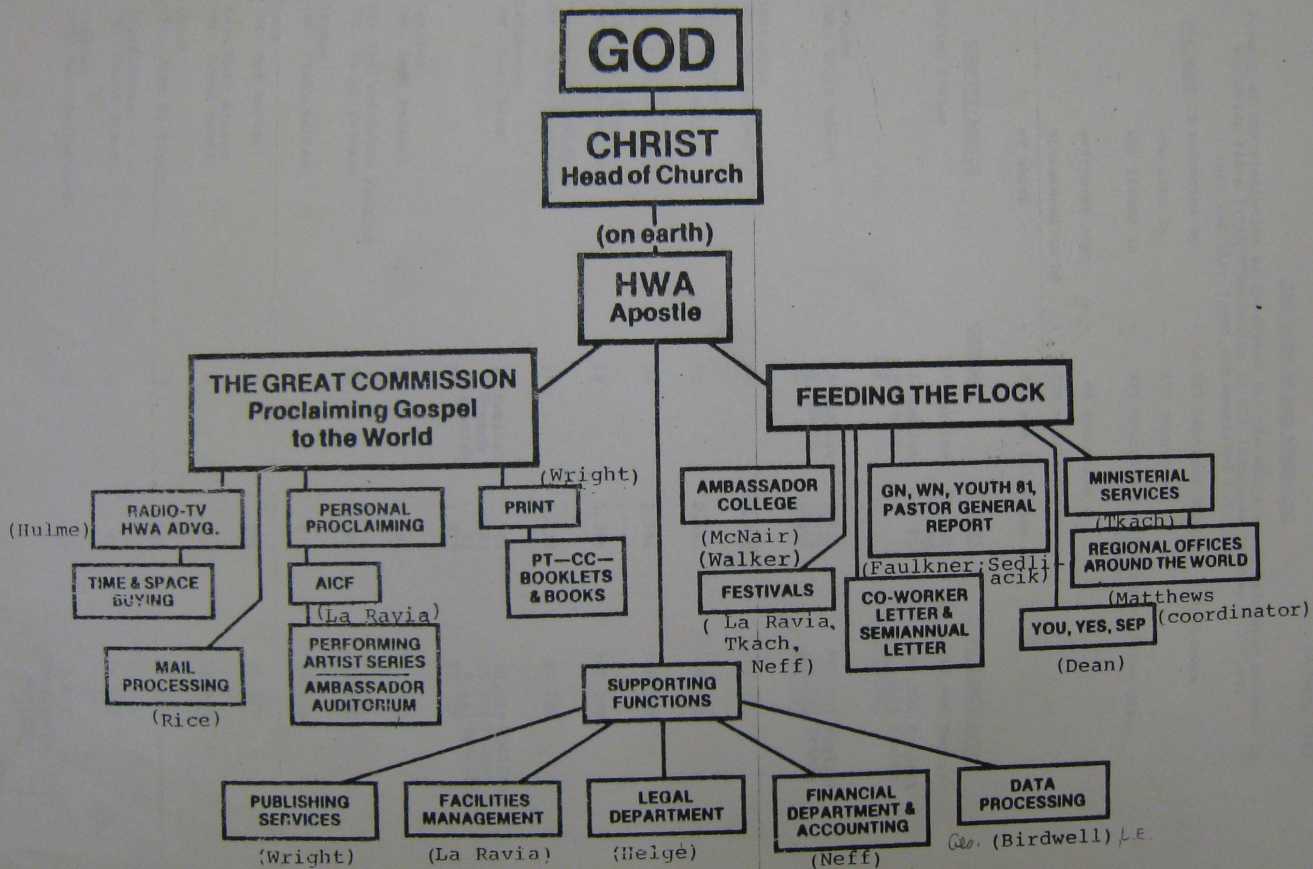 GOD
CHRIST
Head of Church
(on earth)
HWA
Apostle
THE GREAT COMMISSION
Proclaiming Gospel
to the World
FEEDING THE FLOCK
(Hulme)
RADIO-TV
HWA ADVG.
TIME & SPACE
BUYING
MAIL
PROCESSING
(Rice)
PERSONAL
PROCLAIMING
AICF
(La Ravia)
PERFORMING
ARTIST SERIES
AMBASSADOR
AUDITORIUM
(Wright)
PRINT
PT—CC—
BOOKLETS
& BOOKS
AMBASSADOR
COLLEGE
(McNair)
(Walker)
FESTIVALS
( La Ravia,
Tkach,
Neff)
GN, WN, YOUTH 81,
PASTOR GENERAL
REPORT
(Faulkner;Sedli-
acik)
CO-WORKER
LETTER &
SEMIANNUAL
LETTER
MINISTERIAL
SERVICES
(Tkach)
REGIONAL OFFICES
AROUND THE WORLD
(Matthews
(coordinator)
YOU, YES, SEP
(Dean)
SUPPORTING
FUNCTIONS
PUBLISHING
SERVICES
(Wright)
FACILITIES
MANAGEMENT
(La Ravia)
LEGAL
DEPARTMENT
(Helge)
FINANCIAL
DEPARTMENT &
ACCOUNTING
(Neff)
DATA
PROCESSING
Geo. (Birdwell) L.E.